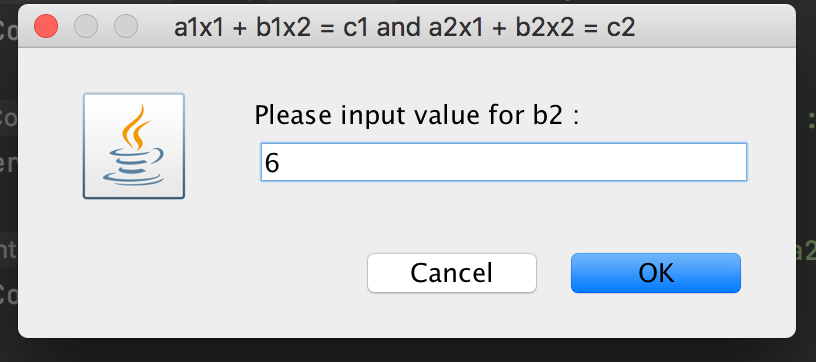 a1x1 + b1x2 = c1 and a2x1 + b2x2 = c2
Please input value for b2 :
6
Cancel
OK